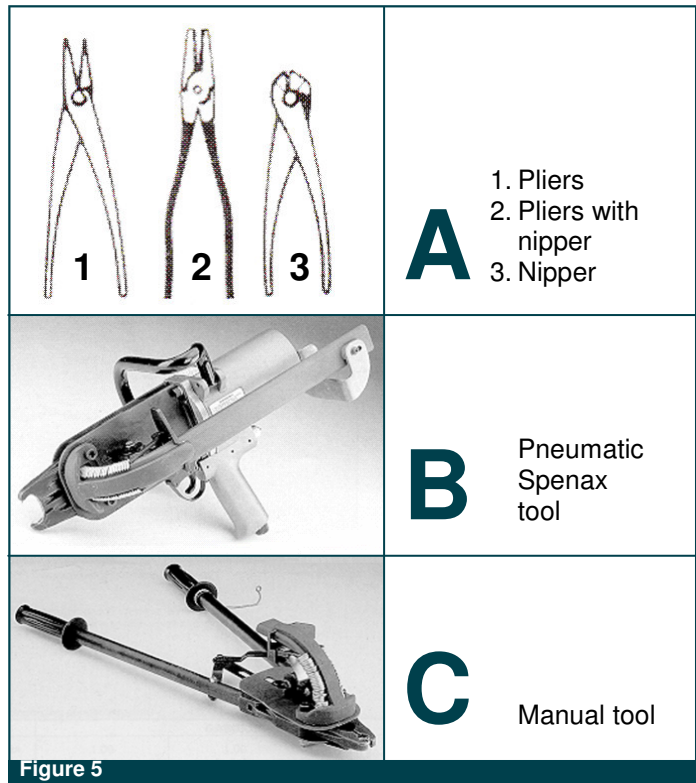 1 2 3
A
1. Pliers
2. Pliers with
nipper
3. Nipper
B
Pneumatic
Spenax
tool
C
Manual tool
Figure 5